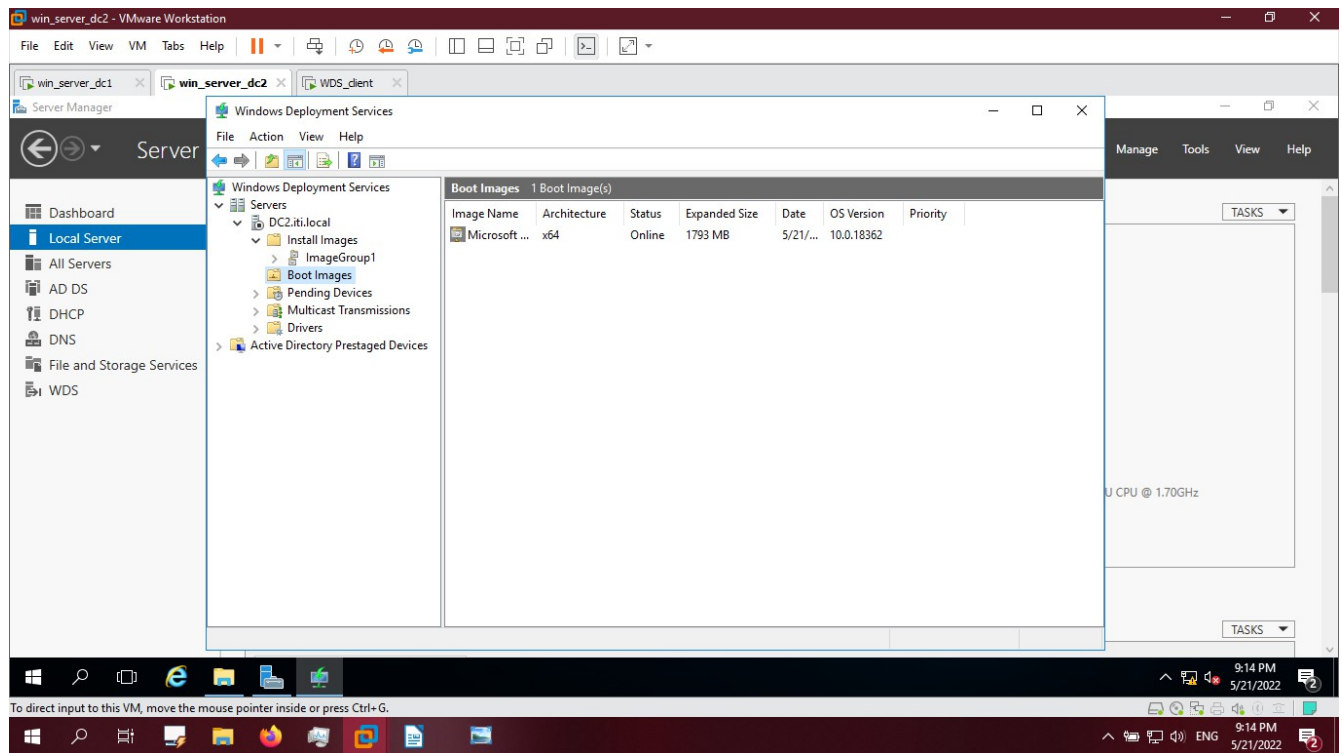 win_server_dc2 - VMware Workstation
File Edit View VM Tabs Help
win_server_dc1 win_server_dc2 WDS_client
Server Manager
Server
Manage Tools View Help
Dashboard
Local Server
All Servers
AD DS
DHCP
DNS
File and Storage Services
WDS
Windows Deployment Services
File Action View Help
Windows Deployment Services
Servers
DC2.iti.local
Install Images
ImageGroup1
Boot Images
Pending Devices
Multicast Transmissions
Drivers
Active Directory Prestaged Devices
Boot Images 1 Boot Image(s)
Image Name Architecture Status Expanded Size Date OS Version Priority
Microsoft ... x64 Online 1793 MB 5/21/... 10.0.18362
TASKS
U CPU @ 1.70GHz
TASKS
9:14 PM
5/21/2022
2
To direct input to this VM, move the mouse pointer inside or press Ctrl+G.
ENG
9:14 PM
5/21/2022
2